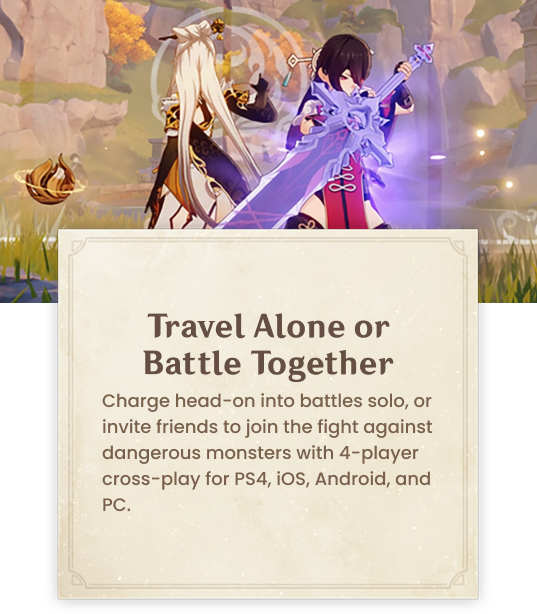 Travel Alone or
Battle Together
Charge head-on into battles solo, or
invite friends to join the fight against
dangerous monsters with 4-player
cross-play for PS4, iOS, Android, and
PC.